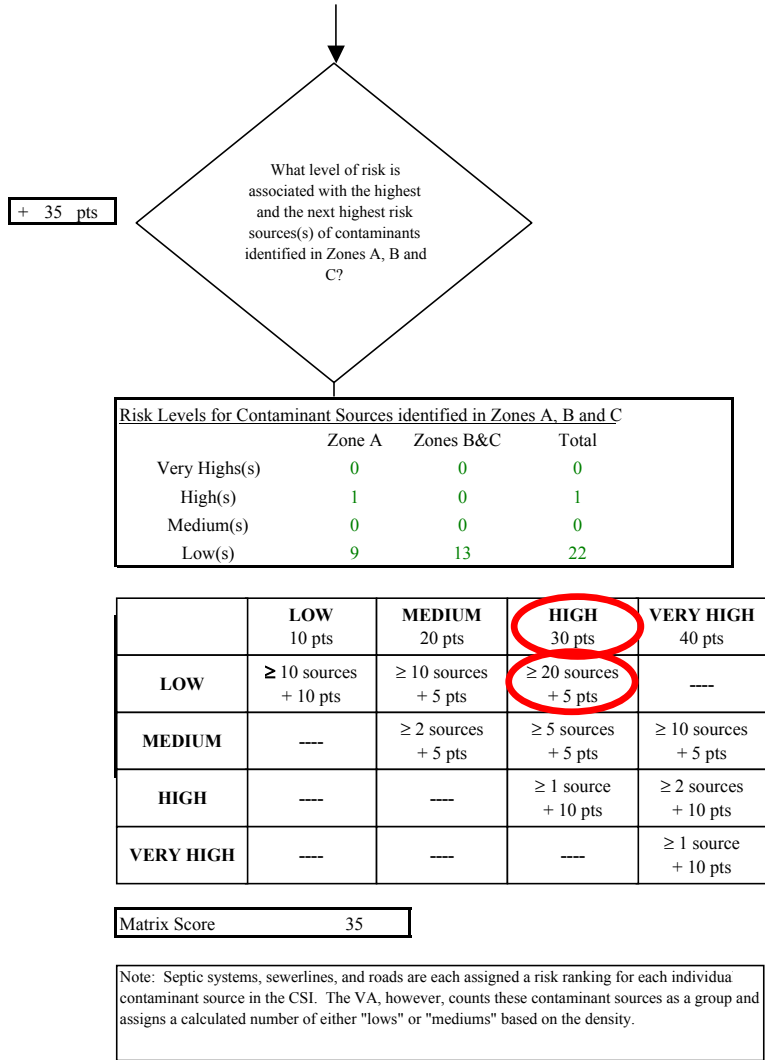 What level of risk is
associated with the highest
and the next highest risk
sources(s) of contaminants
identified in Zones A, B and
C?
+ 35 pts
Risk Levels for Contaminant Sources identified in Zones A, B and C
Zone A Zones B&C Total
Very Highs(s) 0 0 0
High(s) 1 0 1
Medium(s) 0 0 0
Low(s) 9 13 22
LOW MEDIUM HIGH VERY HIGH
10 pts 20 pts 30 pts 40 pts
LOW ≥ 10 sources ≥ 10 sources ≥ 20 sources ----
+ 10 pts + 5 pts + 5 pts
MEDIUM ---- ≥ 2 sources ≥ 5 sources ≥ 10 sources
+ 5 pts + 5 pts + 5 pts
HIGH ---- ---- ≥ 1 source ≥ 2 sources
+ 10 pts + 10 pts
VERY HIGH ---- ---- ---- ≥ 1 source
+ 10 pts
Matrix Score 35
Note: Septic systems, sewerlines, and roads are each assigned a risk ranking for each individua
contaminant source in the CSI. The VA, however, counts these contaminant sources as a group and
assigns a calculated number of either "lows" or "mediums" based on the density.